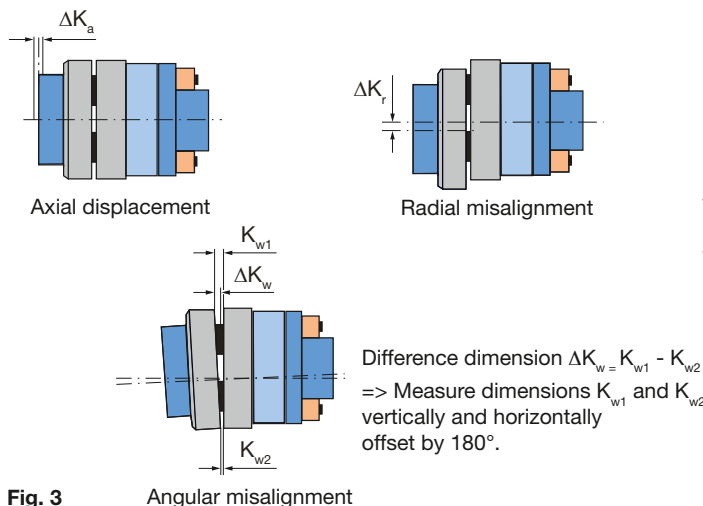 ΔKa
ΔKr
Axial displacement
Radial misalignment
Kw1
ΔKw
Difference dimension ΔKw = Kw1 - Kw2
=> Measure dimensions Kw1 and Kw2
vertically and horizontally
offset by 180°.
Kw2
Fig. 3 Angular misalignment